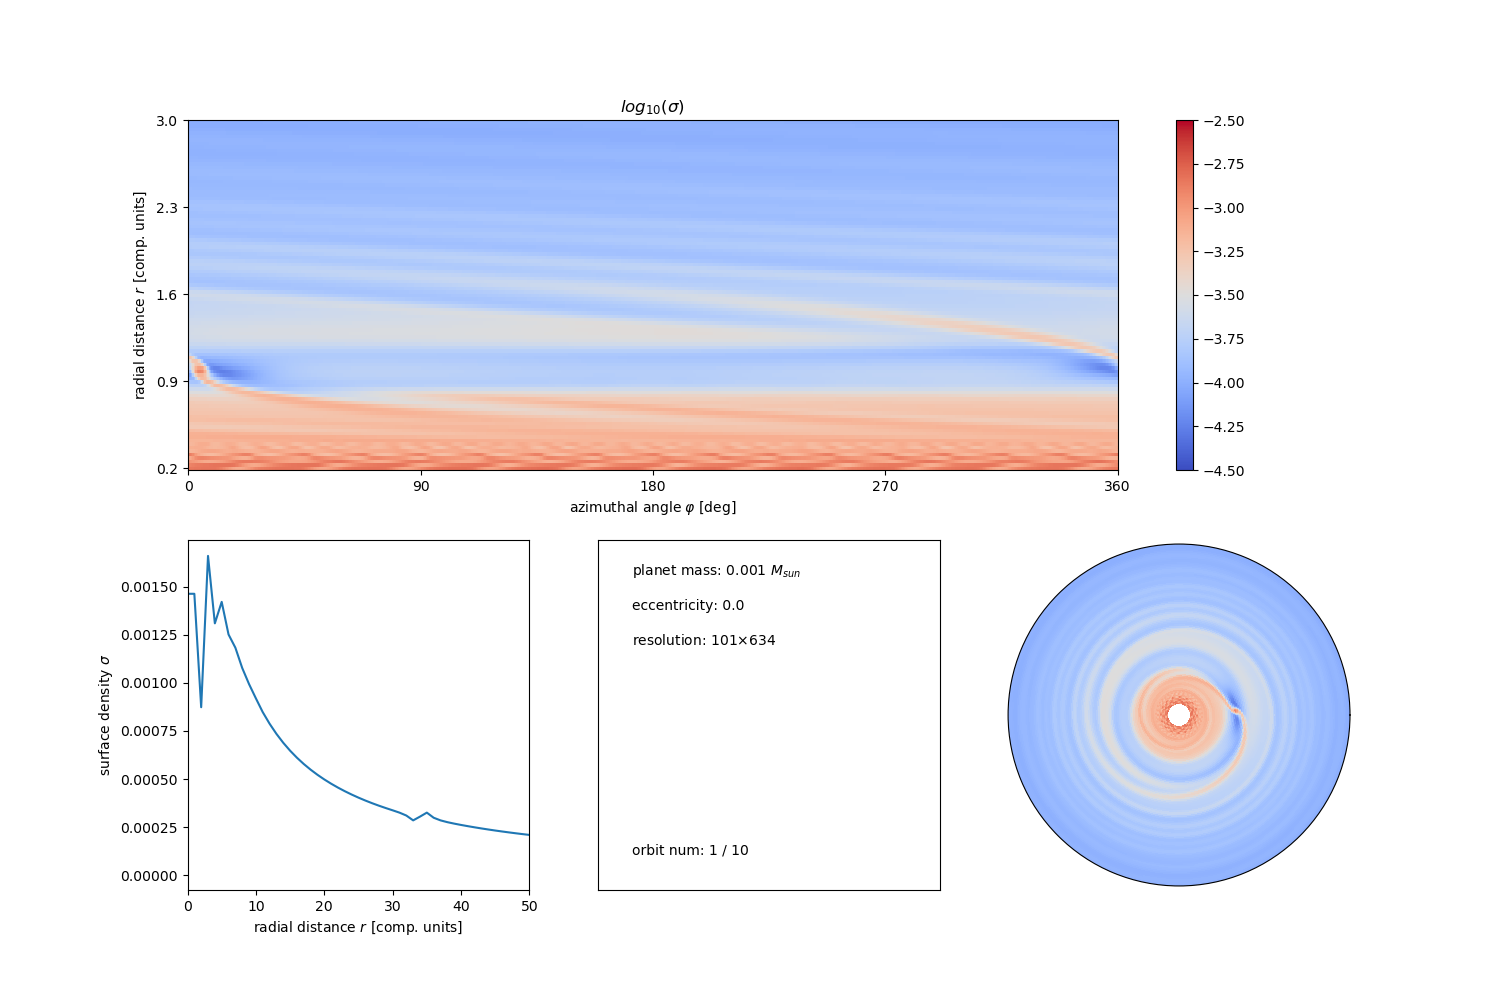 log₁₀(σ)
3.0
2.3
1.6
0.9
0.2
radial distance r [comp. units]
0 90 180 270 360
azimuthal angle φ [deg]
−2.50
−2.75
−3.00
−3.25
−3.50
−3.75
−4.00
−4.25
−4.50
0.00150
0.00125
0.00100
0.00075
0.00050
0.00025
0.00000
surface density σ
0 10 20 30 40 50
radial distance r [comp. units]
planet mass: 0.001 M_sun
eccentricity: 0.0
resolution: 101×634
orbit num: 1 / 10